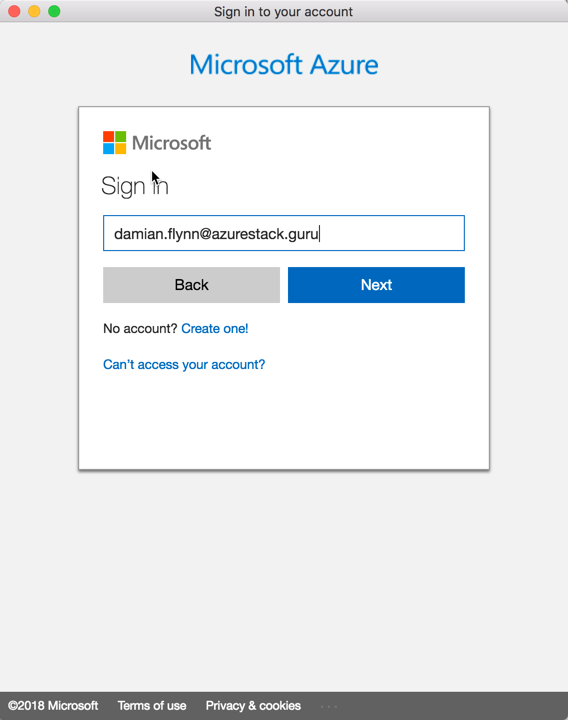 Sign in to your account
Microsoft Azure
Microsoft
Sign in
damian.flynn@azurestack.guru
Back Next
No account? Create one!
Can't access your account?
©2018 Microsoft Terms of use Privacy & cookies ...